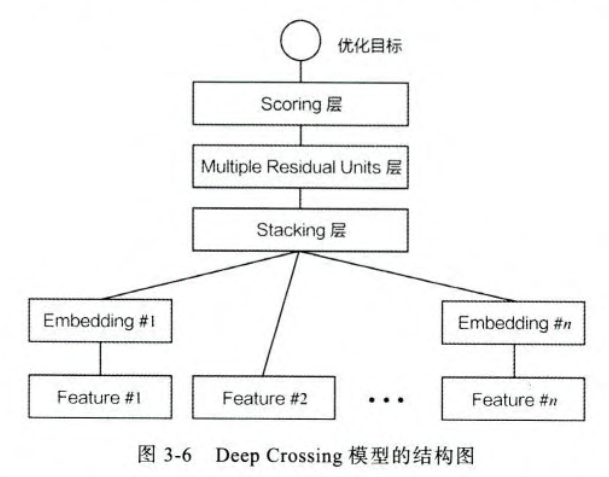 优化目标
Scoring 层
Multiple Residual Units 层
Stacking 层
Embedding #1
Embedding #n
Feature #1
Feature #2
•••
Feature #n
图 3-6 Deep Crossing 模型的结构图